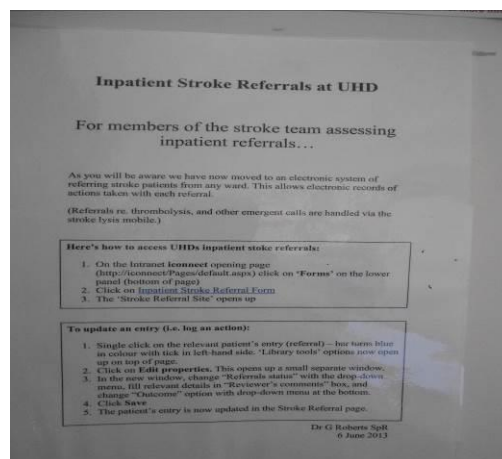 Inpatient Stroke Referrals at UHD
For members of the stroke team assessing
inpatient referrals…
As you will be aware we have now moved to an electronic system of
referring stroke patients from any ward. This allows electronic records of
actions taken with each referral.
(Referrals re. thrombolysis, and other emergent calls are handled via the
stroke lysis mobile.)
Here's how to access UHDs inpatient stoke referrals:
1. On the Intranet iconnect opening page
(http://iconnect/Pages/default.aspx) click on 'Forms' on the lower
panel (bottom of page)
2. Click on Inpatient Stroke Referral Form
3. The 'Stroke Referral Site' opens up
To update an entry (i.e. log an action):
1. Single click on the relevant patient's entry (referral) – bar turns blue
in colour with tick in left-hand side. 'Library tools' options now open
up on top of page.
2. Click on Edit properties. This opens up a small separate window.
3. In the new window, change "Referrals status" with the drop-down
menu, fill relevant details in "Reviewer's comments" box, and
change "Outcome" option with drop-down menu at the bottom.
4. Click Save
5. The patient's entry is now updated in the Stroke Referral page.
Dr G Roberts SpR
6 June 2013